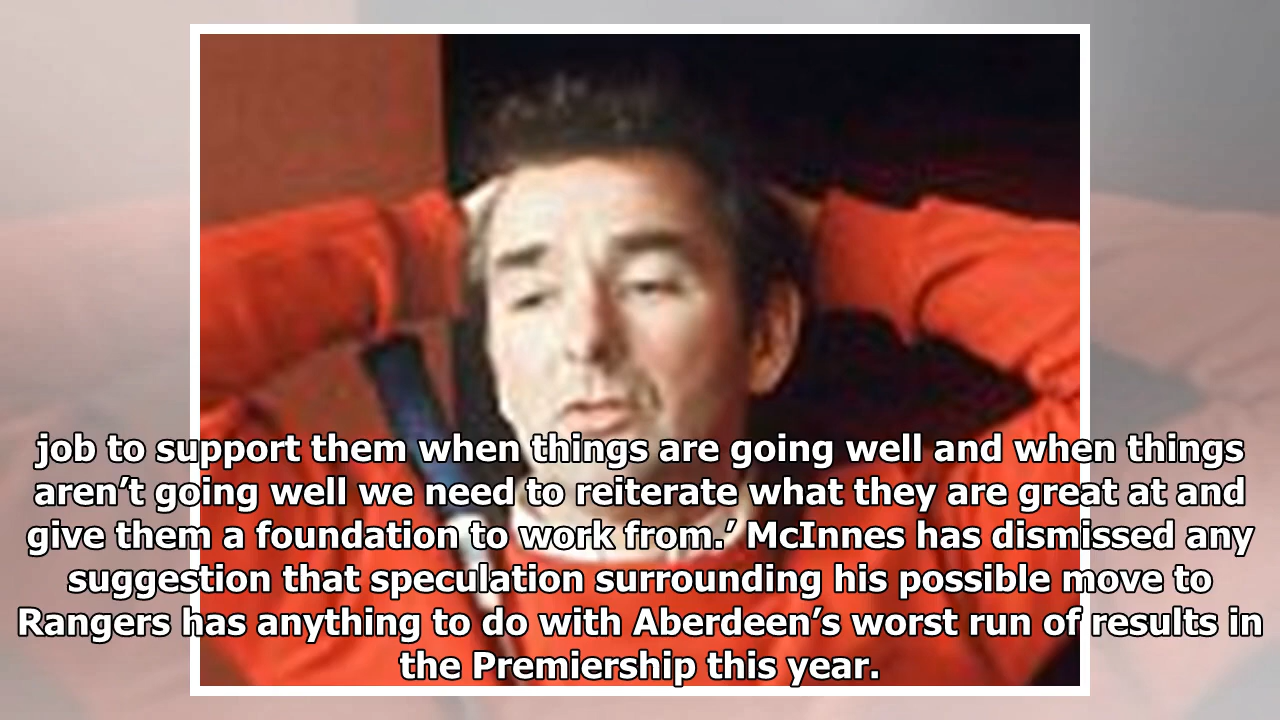 job to support them when things are going well and when things
aren’t going well we need to reiterate what they are great at and
give them a foundation to work from.’ McInnes has dismissed any
suggestion that speculation surrounding his possible move to
Rangers has anything to do with Aberdeen’s worst run of results in
the Premiership this year.